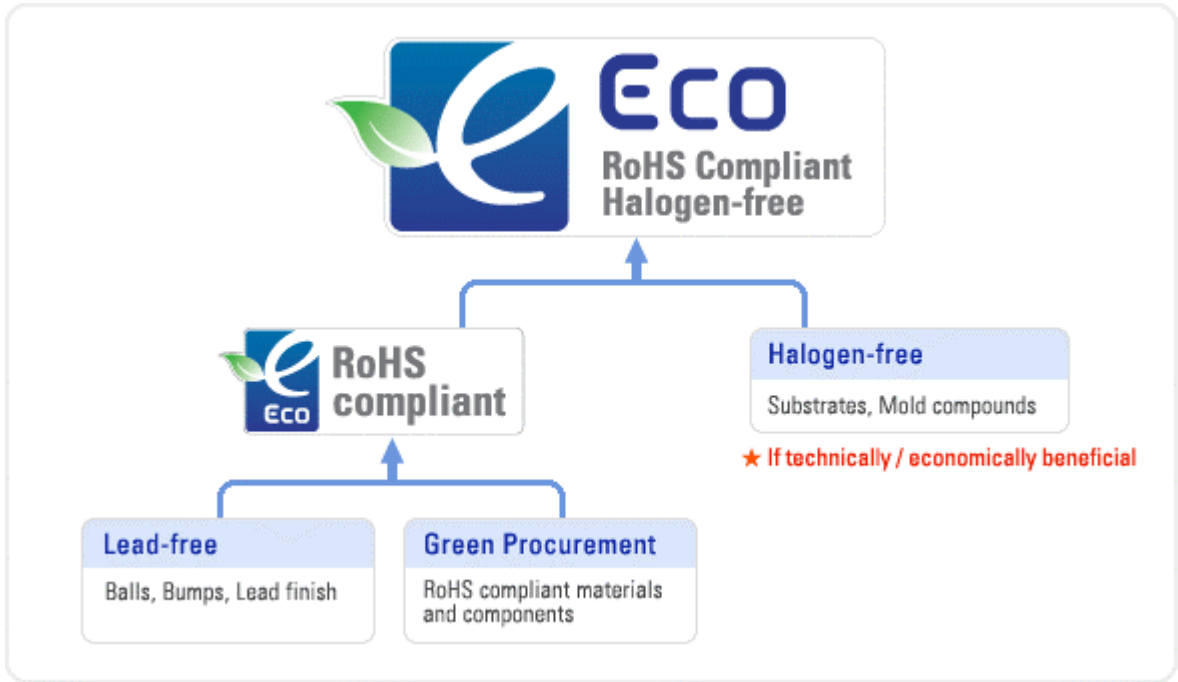 Eco
RoHS Compliant
Halogen-free
Eco
RoHS
compliant
Halogen-free
Substrates, Mold compounds
★ If technically / economically beneficial
Lead-free
Balls, Bumps, Lead finish
Green Procurement
RoHS compliant materials
and components